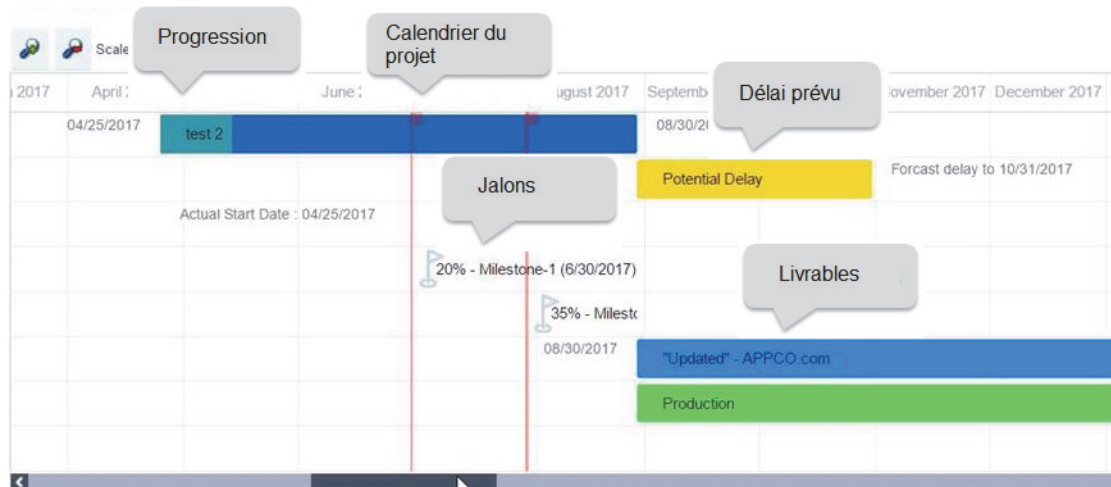 Progression
Calendrier du
projet
Scale
2017
April
June
ugust 2017
Septemb
Délai prévu
ovember 2017
December 2017
04/25/2017
test 2
08/30/2
Jalons
Potential Delay
Forcast delay to 10/31/2017
Actual Start Date : 04/25/2017
20% - Milestone-1 (6/30/2017)
Livrables
35% - Milest
08/30/2017
"Updated" - APPCO.com
Production